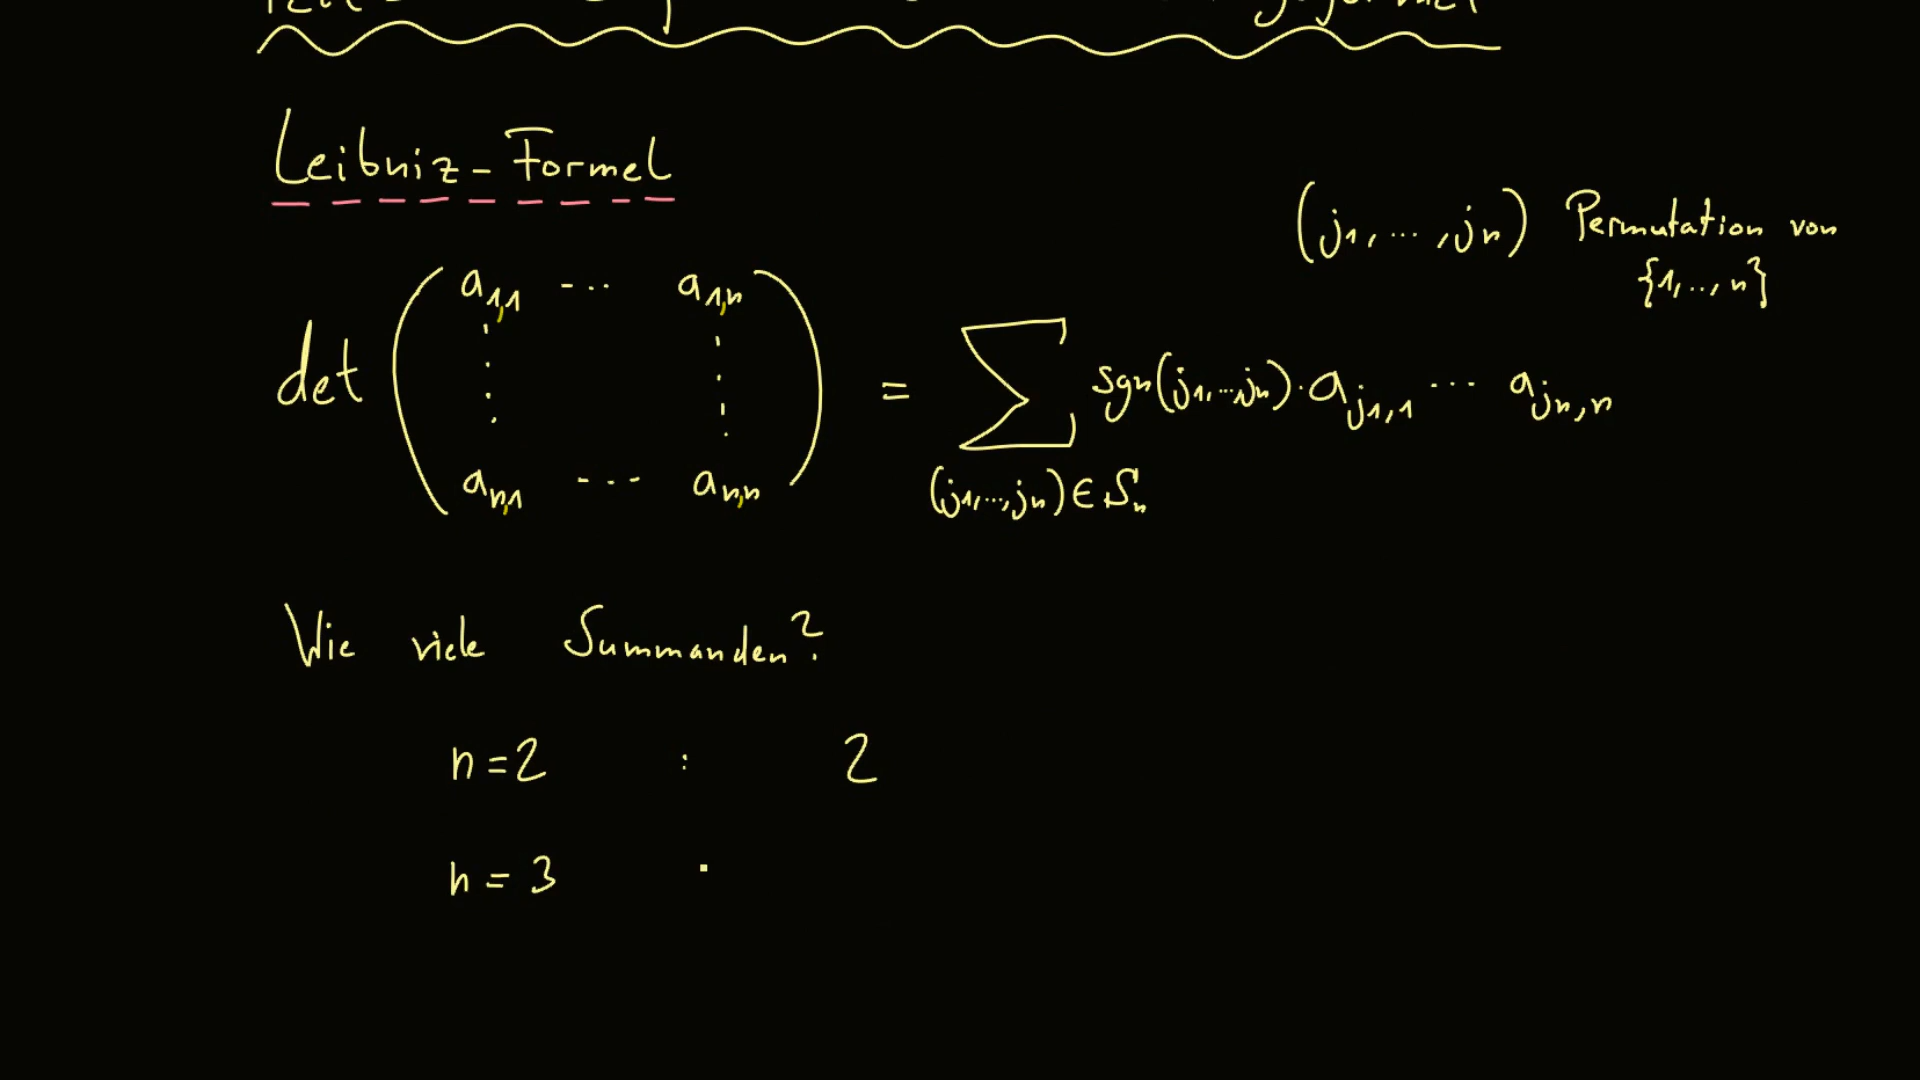 Leibniz-Formel
(j1, ... , jn) Permutation von
{1, .., n}
det ( a1,1 ... a1,n
an,1 ... an,n ) = ∑ sgn(j1, ..., jn) · aj1,1 ... ajn,n
(j1, ..., jn) ∈ Sn
Wie viele Summanden?
n = 2 : 2
n = 3 .